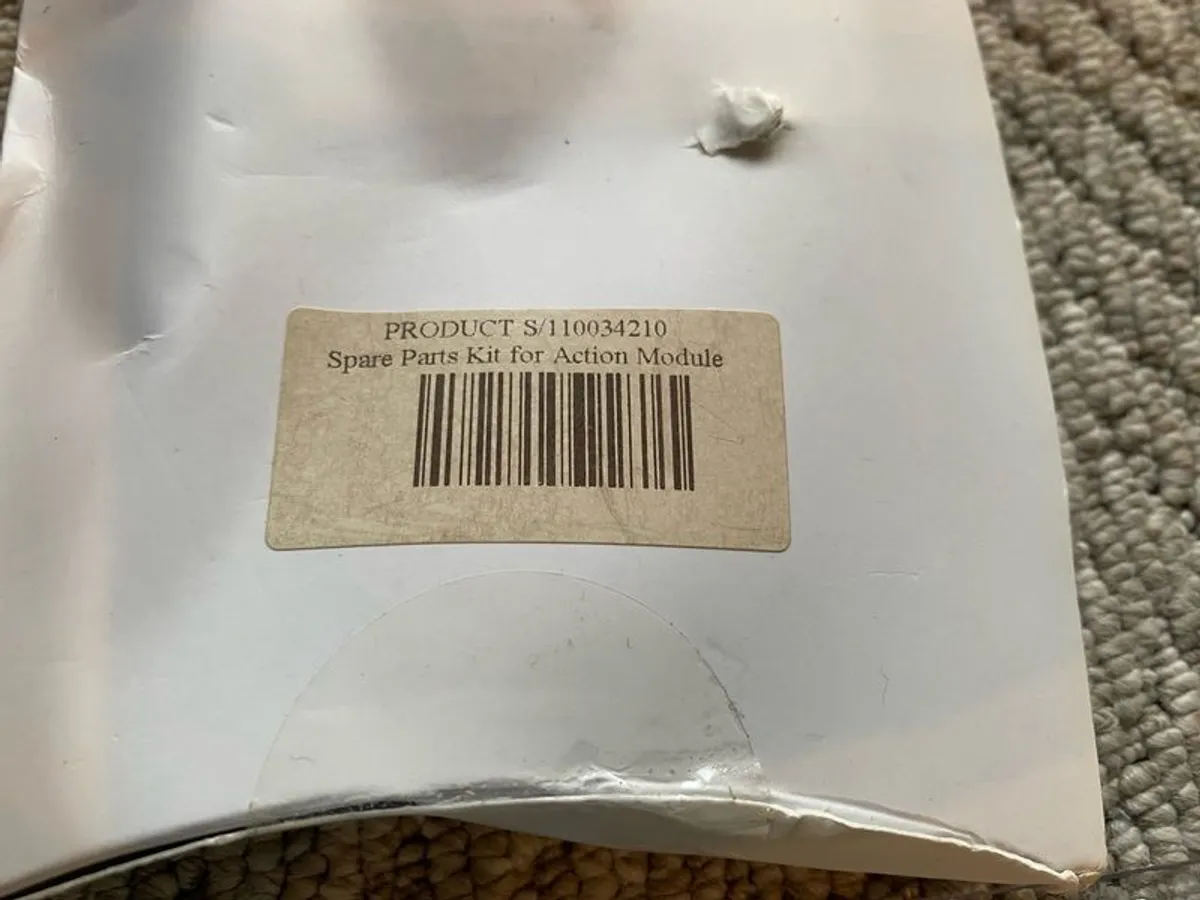 PRODUCT S/110034210
Spare Parts Kit for Action Module